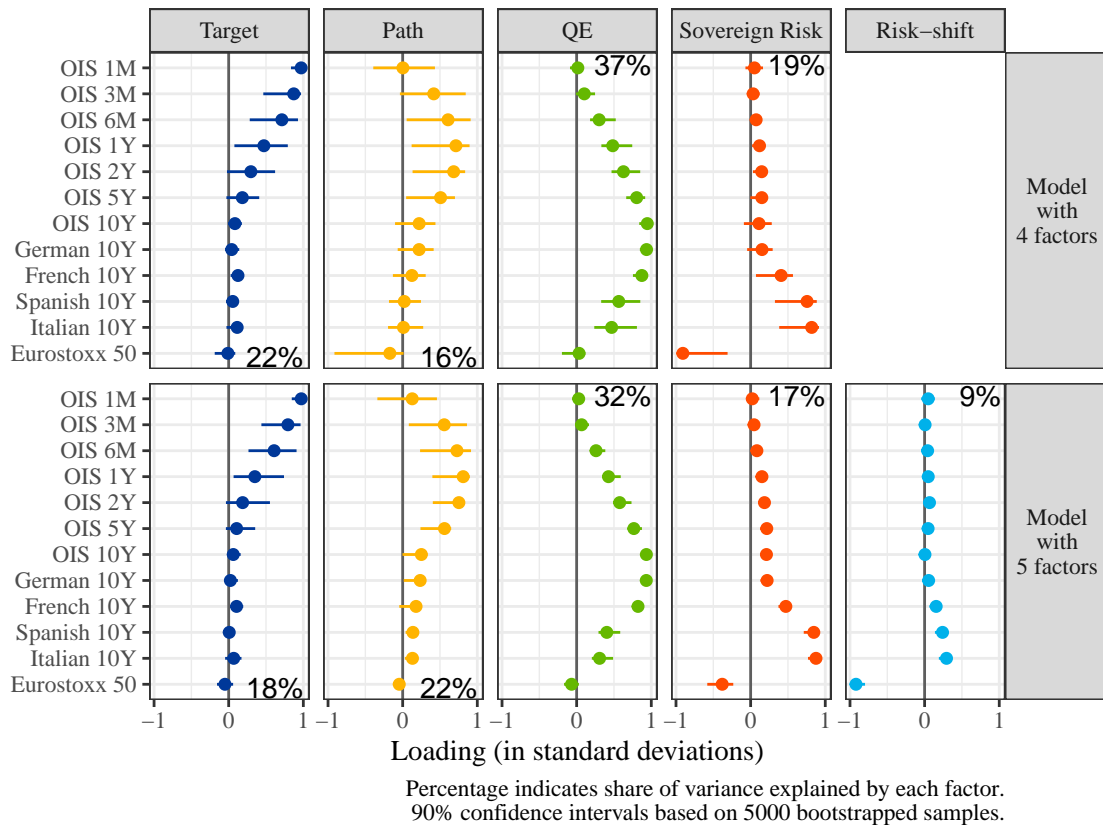 Target Path QE Sovereign Risk Risk−shift
OIS 1M 37% 19%
OIS 3M
OIS 6M
OIS 1Y
OIS 2Y
OIS 5Y
OIS 10Y
German 10Y
French 10Y
Spanish 10Y
Italian 10Y
Eurostoxx 50 22% 16%
Model
with
4 factors
OIS 1M 32% 17% 9%
OIS 3M
OIS 6M
OIS 1Y
OIS 2Y
OIS 5Y
OIS 10Y
German 10Y
French 10Y
Spanish 10Y
Italian 10Y
Eurostoxx 50 18% 22%
Model
with
5 factors
−1 0 1 −1 0 1 −1 0 1 −1 0 1 −1 0 1
Loading (in standard deviations)
Percentage indicates share of variance explained by each factor.
90% confidence intervals based on 5000 bootstrapped samples.